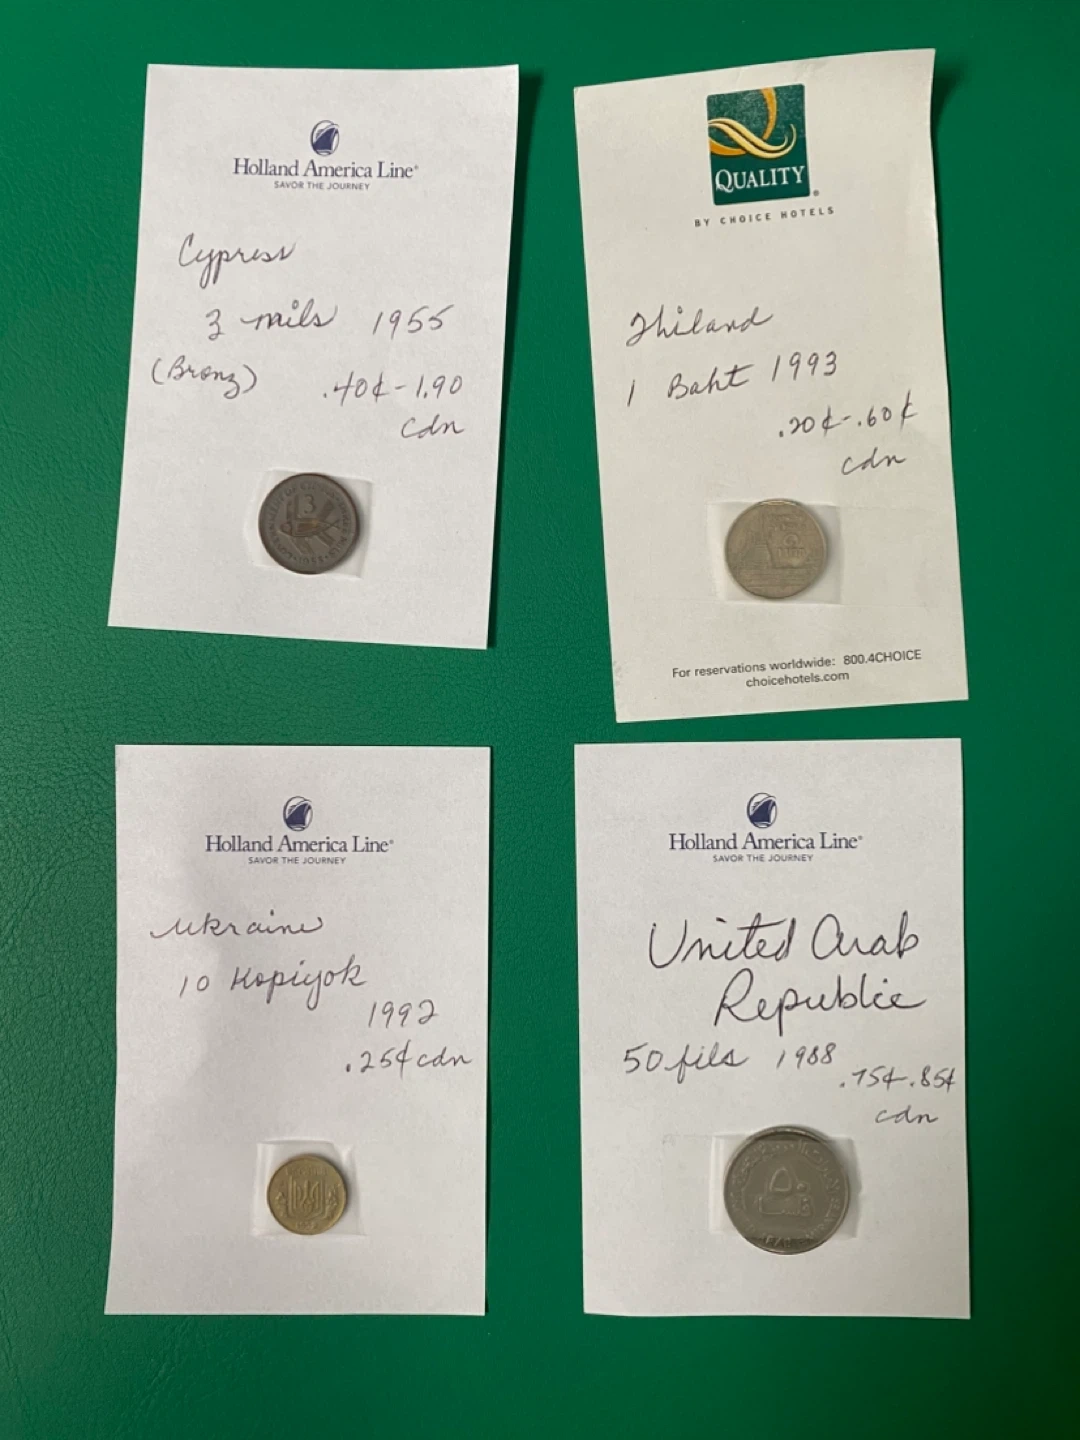 Holland America Line®
SAVOR THE JOURNEY
Cypress
3 mils 1955
(Bronz)
.40¢-1.90
cdn
3
QUALITY®
BY CHOICE HOTELS
Thiland
1 Baht 1993
.20¢-.60¢
cdn
For reservations worldwide: 800.4CHOICE
choicehotels.com
Holland America Line®
SAVOR THE JOURNEY
Ukraine
10 Kopiyok
1992
.25¢ cdn
Holland America Line®
SAVOR THE JOURNEY
United Arab
Republic
50 fils 1988
.75¢-.85¢
cdn
٥٠